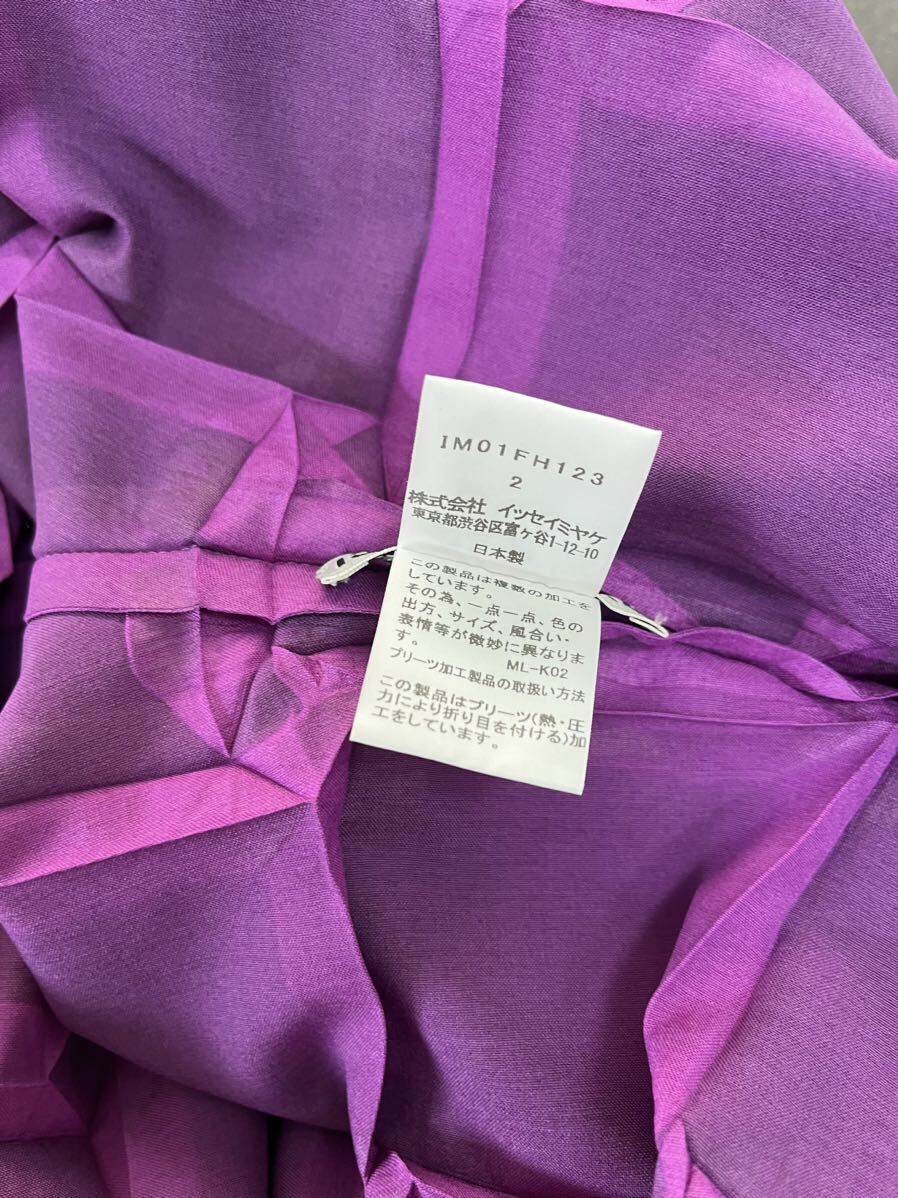 IM01FH123
2
株式会社 イッセイミヤケ
東京都渋谷区富ヶ谷1-12-10
日本製
この製品は複数の加工を
しています。
その為、一点一点、色の
出方、サイズ、風合い・
表情等が微妙に異なりま
す。 ML-K02
プリーツ加工製品の取扱い方法
この製品はプリーツ(熱・圧
力により折り目を付ける)加
工をしています。